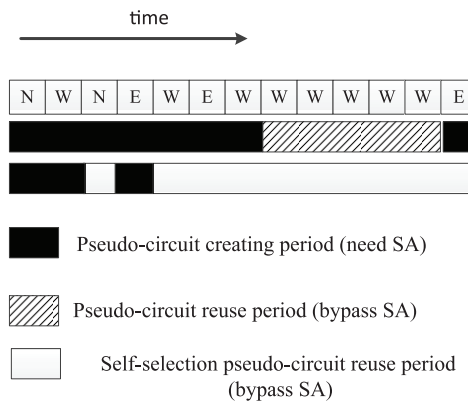 time
N W N E W E W W W W W W E
Pseudo-circuit creating period (need SA)
Pseudo-circuit reuse period (bypass SA)
Self-selection pseudo-circuit reuse period
(bypass SA)